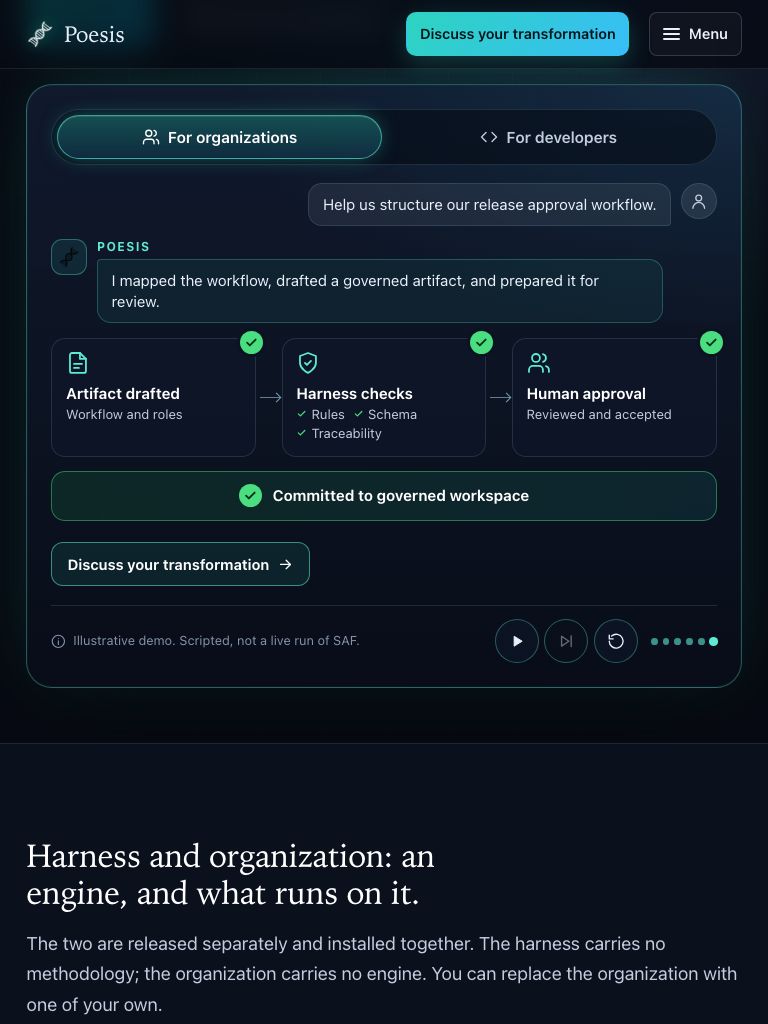 Poesis
Discuss your transformation
Menu
For organizations
For developers
Help us structure our release approval workflow.
POESIS
I mapped the workflow, drafted a governed artifact, and prepared it for
review.
Artifact drafted
Workflow and roles
Harness checks
Rules Schema
Traceability
Human approval
Reviewed and accepted
Committed to governed workspace
Discuss your transformation
Illustrative demo. Scripted, not a live run of SAF.
Harness and organization: an
engine, and what runs on it.
The two are released separately and installed together. The harness carries no
methodology; the organization carries no engine. You can replace the organization with
one of your own.